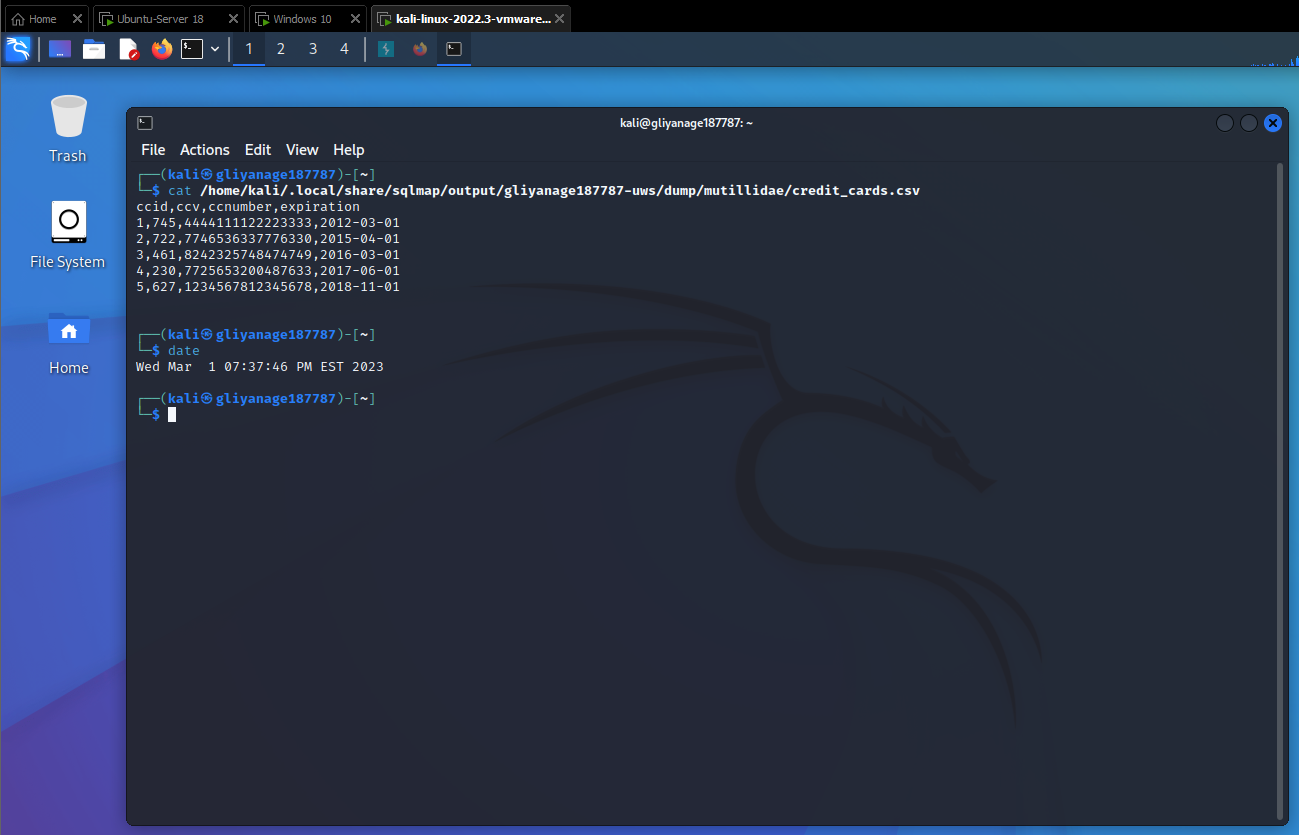 Home
Ubuntu-Server 18
Windows 10
kali-linux-2022.3-vmware...
1 2 3 4
Trash
File System
Home
kali@gliyanage187787: ~
File Actions Edit View Help
┌──(kali㉿gliyanage187787)-[~]
└─$ cat /home/kali/.local/share/sqlmap/output/gliyanage187787-uws/dump/mutillidae/credit_cards.csv
ccid,ccv,ccnumber,expiration
1,745,4444111122223333,2012-03-01
2,722,7746536337776330,2015-04-01
3,461,8242325748474749,2016-03-01
4,230,7725653200487633,2017-06-01
5,627,1234567812345678,2018-11-01
┌──(kali㉿gliyanage187787)-[~]
└─$ date
Wed Mar  1 07:37:46 PM EST 2023
┌──(kali㉿gliyanage187787)-[~]
└─$